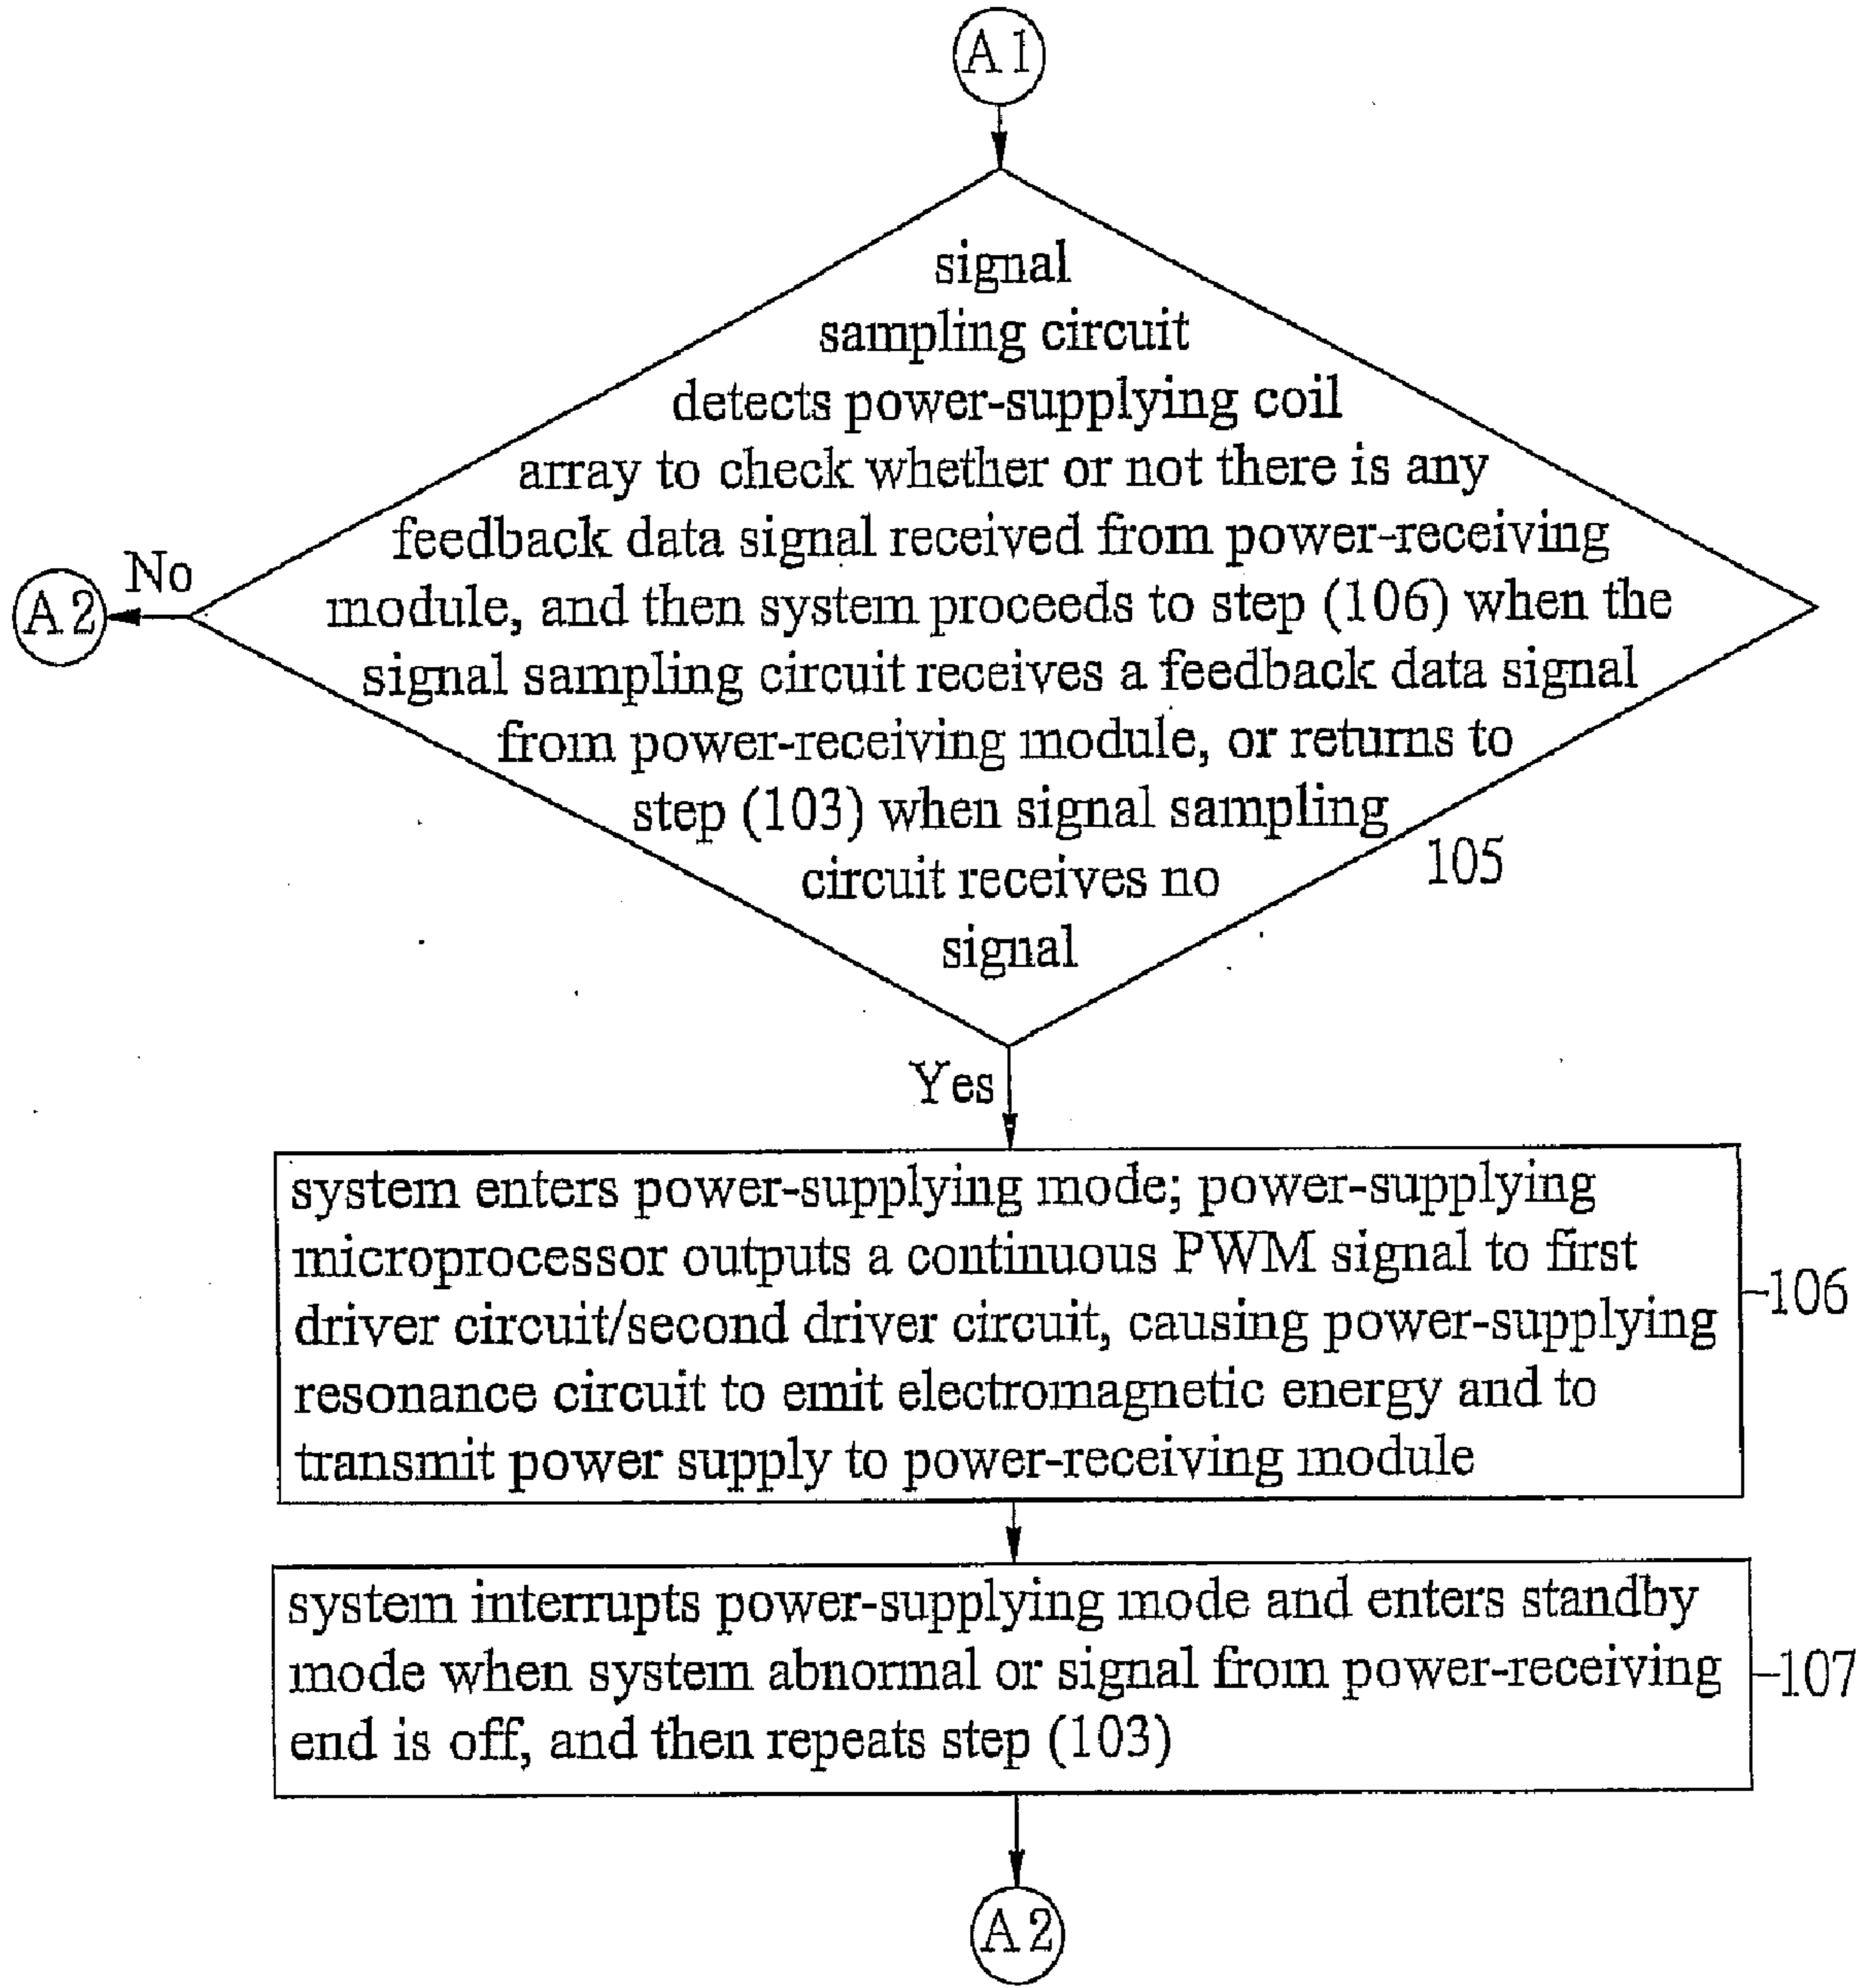 A1
signal
sampling circuit
detects power-supplying coil
array to check whether or not there is any
feedback data signal received from power-receiving
module, and then system proceeds to step (106) when the
signal sampling circuit receives a feedback data signal
from power-receiving module, or returns to
step (103) when signal sampling
circuit receives no
signal
105
No
A2
Yes
system enters power-supplying mode; power-supplying
microprocessor outputs a continuous PWM signal to first
driver circuit/second driver circuit, causing power-supplying
resonance circuit to emit electromagnetic energy and to
transmit power supply to power-receiving module
106
system interrupts power-supplying mode and enters standby
mode when system abnormal or signal from power-receiving
end is off, and then repeats step (103)
107
A2